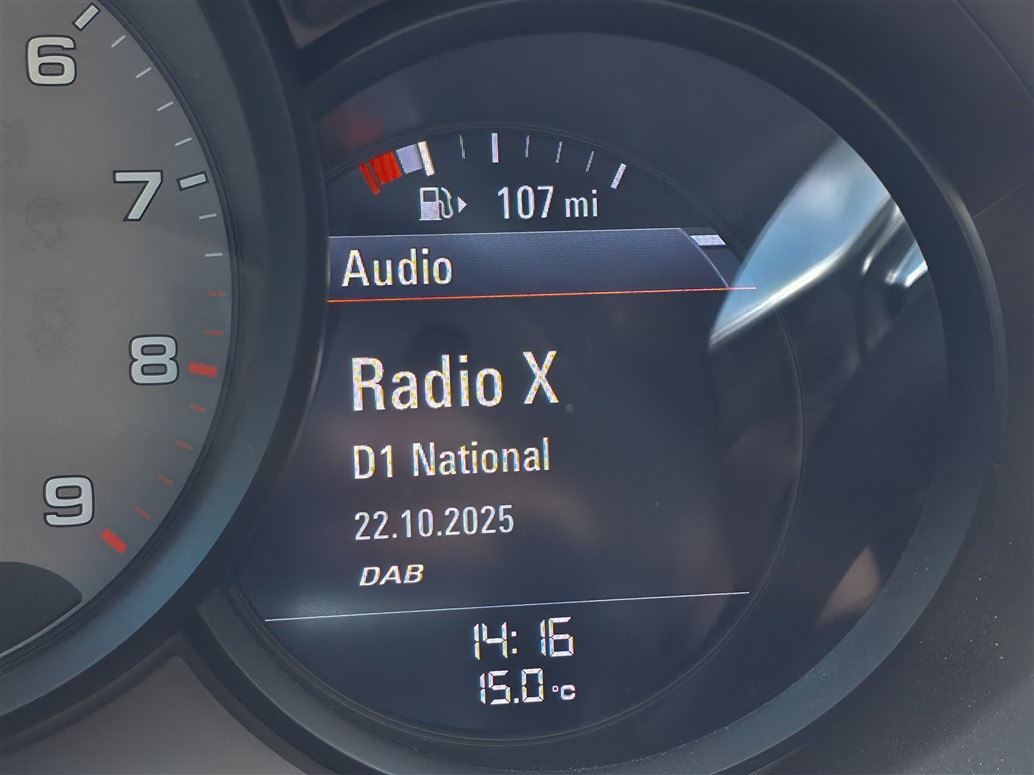 6
7
8
9
107 mi
Audio
Radio X
D1 National
22.10.2025
DAB
14:16
15.0 °C